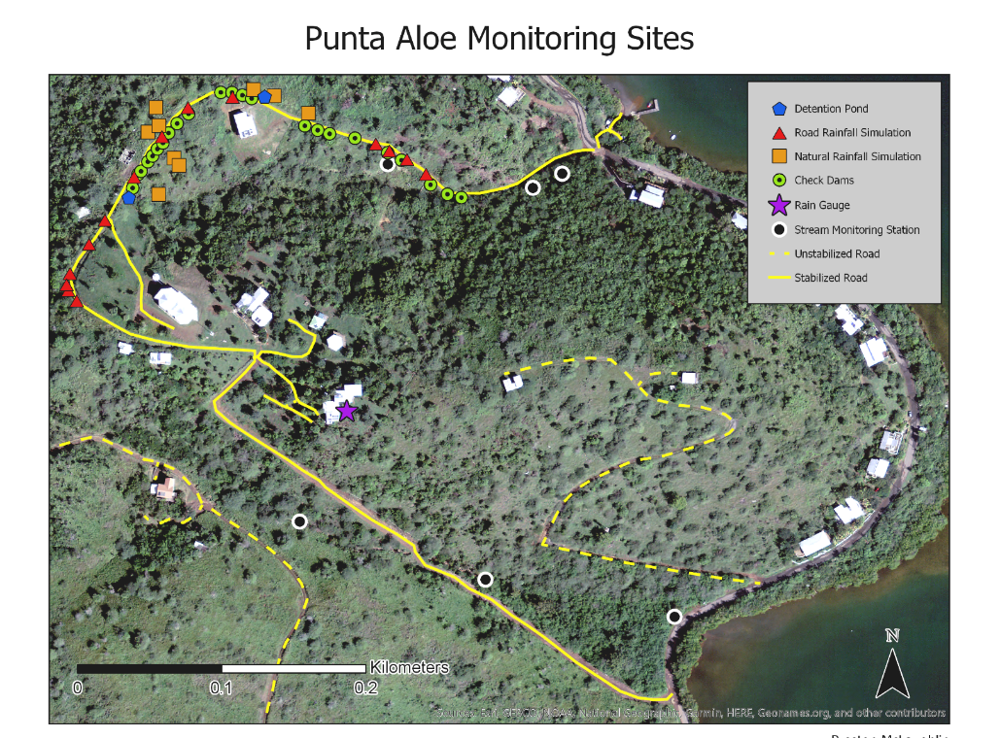 Punta Aloe Monitoring Sites
Detention Pond
Road Rainfall Simulation
Natural Rainfall Simulation
Check Dams
Rain Gauge
Stream Monitoring Station
Unstabilized Road
Stabilized Road
N
Kilometers
0 0.1 0.2
Sources: Esri, GEBCO, NOAA, National Geographic, Garmin, HERE, Geonames.org, and other contributors